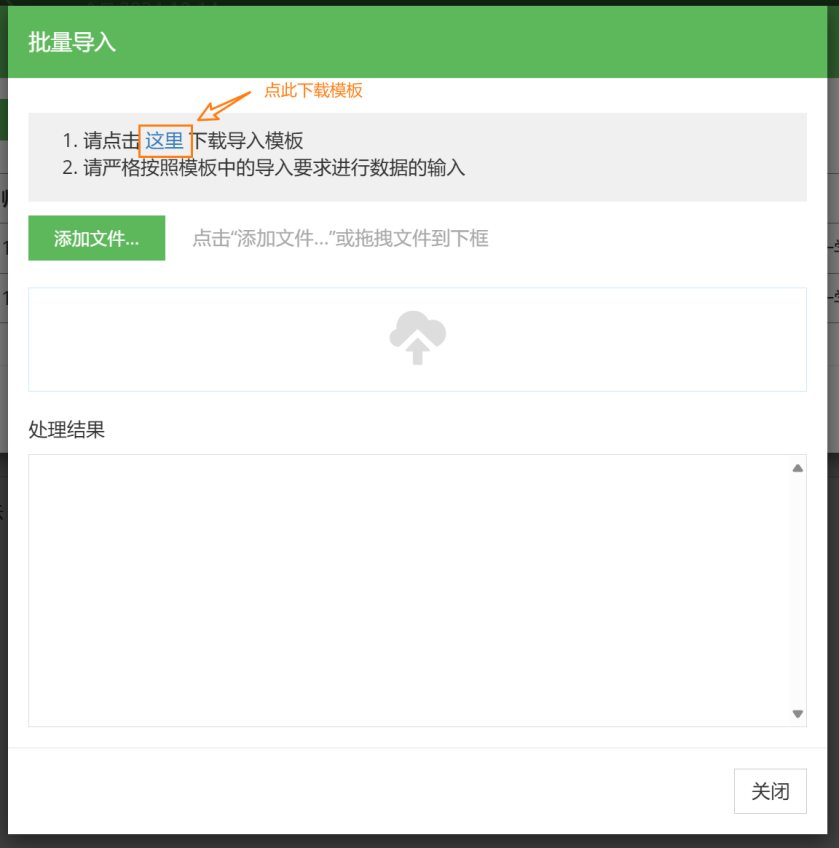 批量导入
点此下载模板
1. 请点击 这里 下载导入模板
2. 请严格按照模板中的导入要求进行数据的输入
添加文件... 点击“添加文件...”或拖拽文件到下框
处理结果
关闭